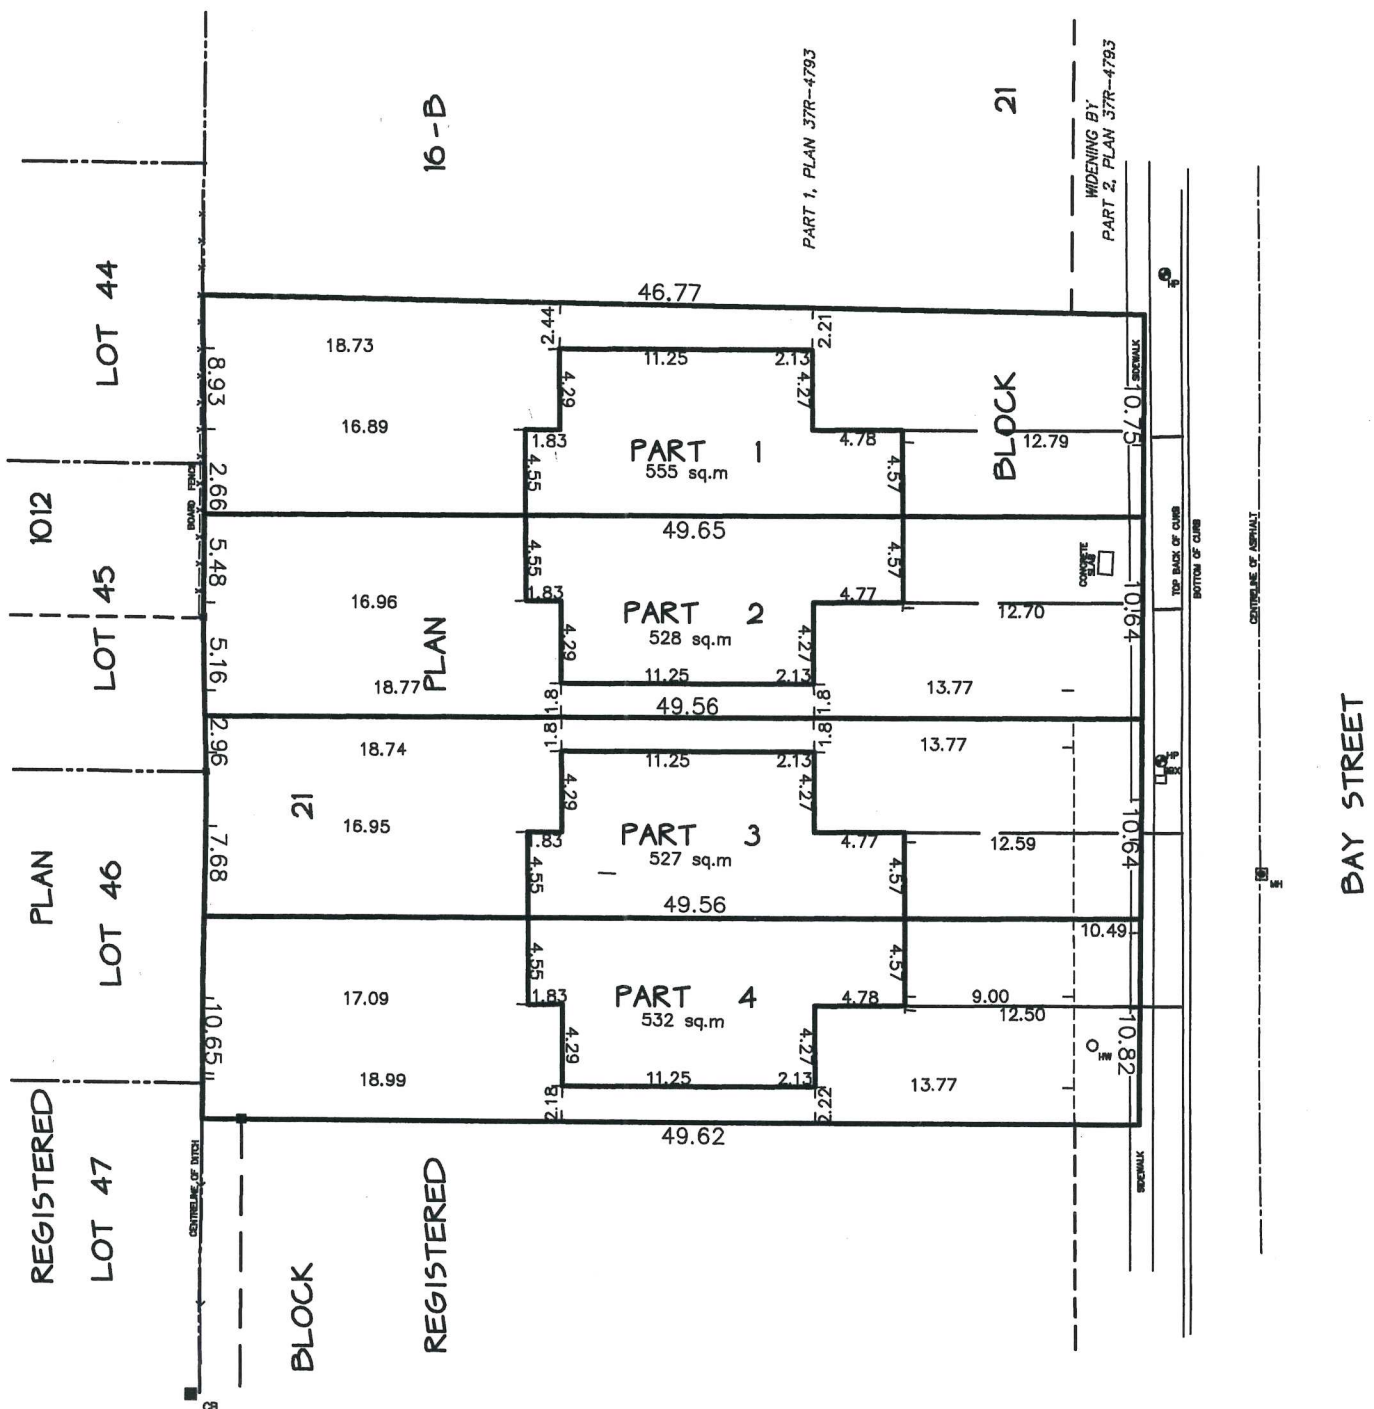 16-B
PART 1, PLAN 37R-4793
21
WIDENING BY
PART 2, PLAN 37R-4793
LOT 44
HP
46.77
2.44
2.21
18.73
11.25
2.13
SIDEWALK
8.93
4.29
4.27
10.75
BLOCK
16.89
1.83
PART 1
555 sq.m
4.78
12.79
4.55
4.57
2.66
BOARD FENCE
1012
49.65
TOP BACK OF CURB
BOTTOM OF CURB
CENTRELINE OF ASPHALT
5.48
4.55
4.57
CONCRETE
SLAB
LOT 45
16.96
1.83
PART 2
528 sq.m
4.77
12.70
10.64
PLAN
4.29
4.27
5.16
18.77
11.25
2.13
13.77
1.8
1.8
49.56
2.96
1.8
1.8
18.74
11.25
2.13
13.77
HP
BAY STREET
21
4.29
4.27
16.95
1.83
PART 3
527 sq.m
4.77
12.59
10.64
7.68
PLAN
LOT 46
4.55
4.57
MH
49.56
10.49
4.55
4.57
17.09
1.83
PART 4
532 sq.m
4.78
9.00
12.50
10.65
4.29
4.27
HW
10.82
18.99
11.25
2.13
13.77
2.18
2.22
49.62
REGISTERED
LOT 47
CENTRELINE OF DITCH
SIDEWALK
REGISTERED
BLOCK
CB